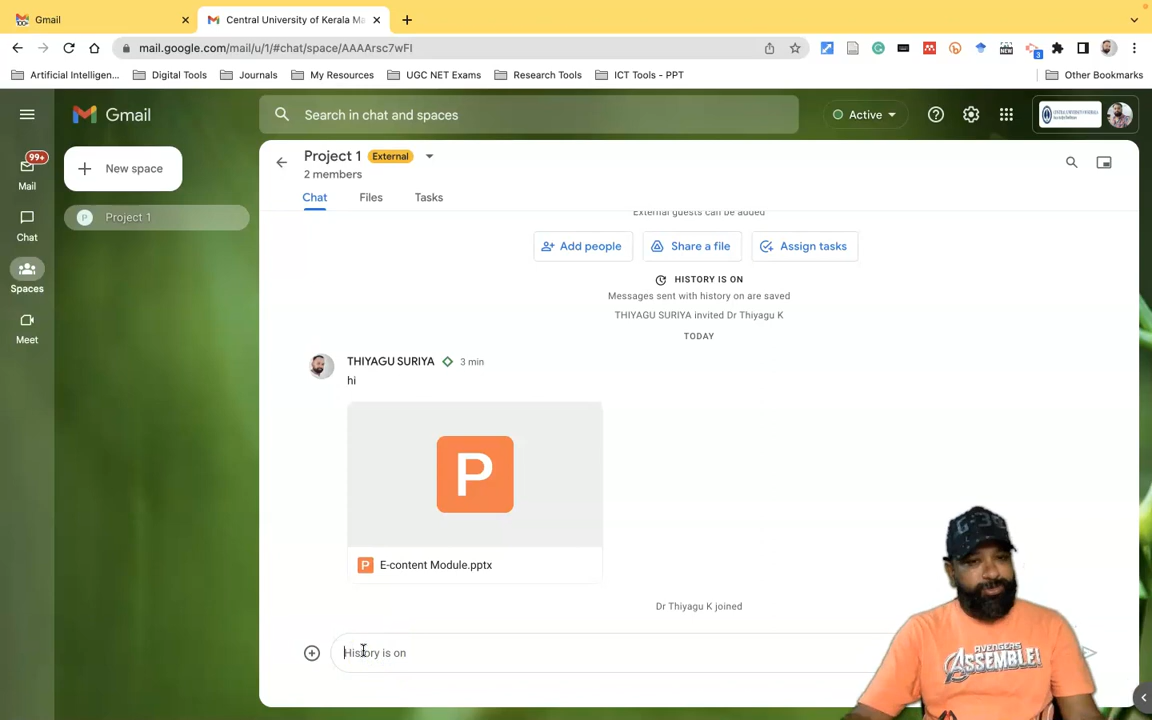 Gmail
Central University of Kerala Ma
mail.google.com/mail/u/1/#chat/space/AAAArsc7wFI
Artificial Intelligen...
Digital Tools
Journals
My Resources
UGC NET Exams
Research Tools
ICT Tools - PPT
Other Bookmarks
Gmail
Search in chat and spaces
Active
99+
Mail
Chat
Spaces
Meet
New space
P Project 1
Project 1 External
2 members
Chat
Files
Tasks
External guests can be added
Add people
Share a file
Assign tasks
HISTORY IS ON
Messages sent with history on are saved
THIYAGU SURIYA invited Dr Thiyagu K
TODAY
THIYAGU SURIYA 3 min
hi
P
P E-content Module.pptx
Dr Thiyagu K joined
History is on
AVENGERS
ASSEMBLE!